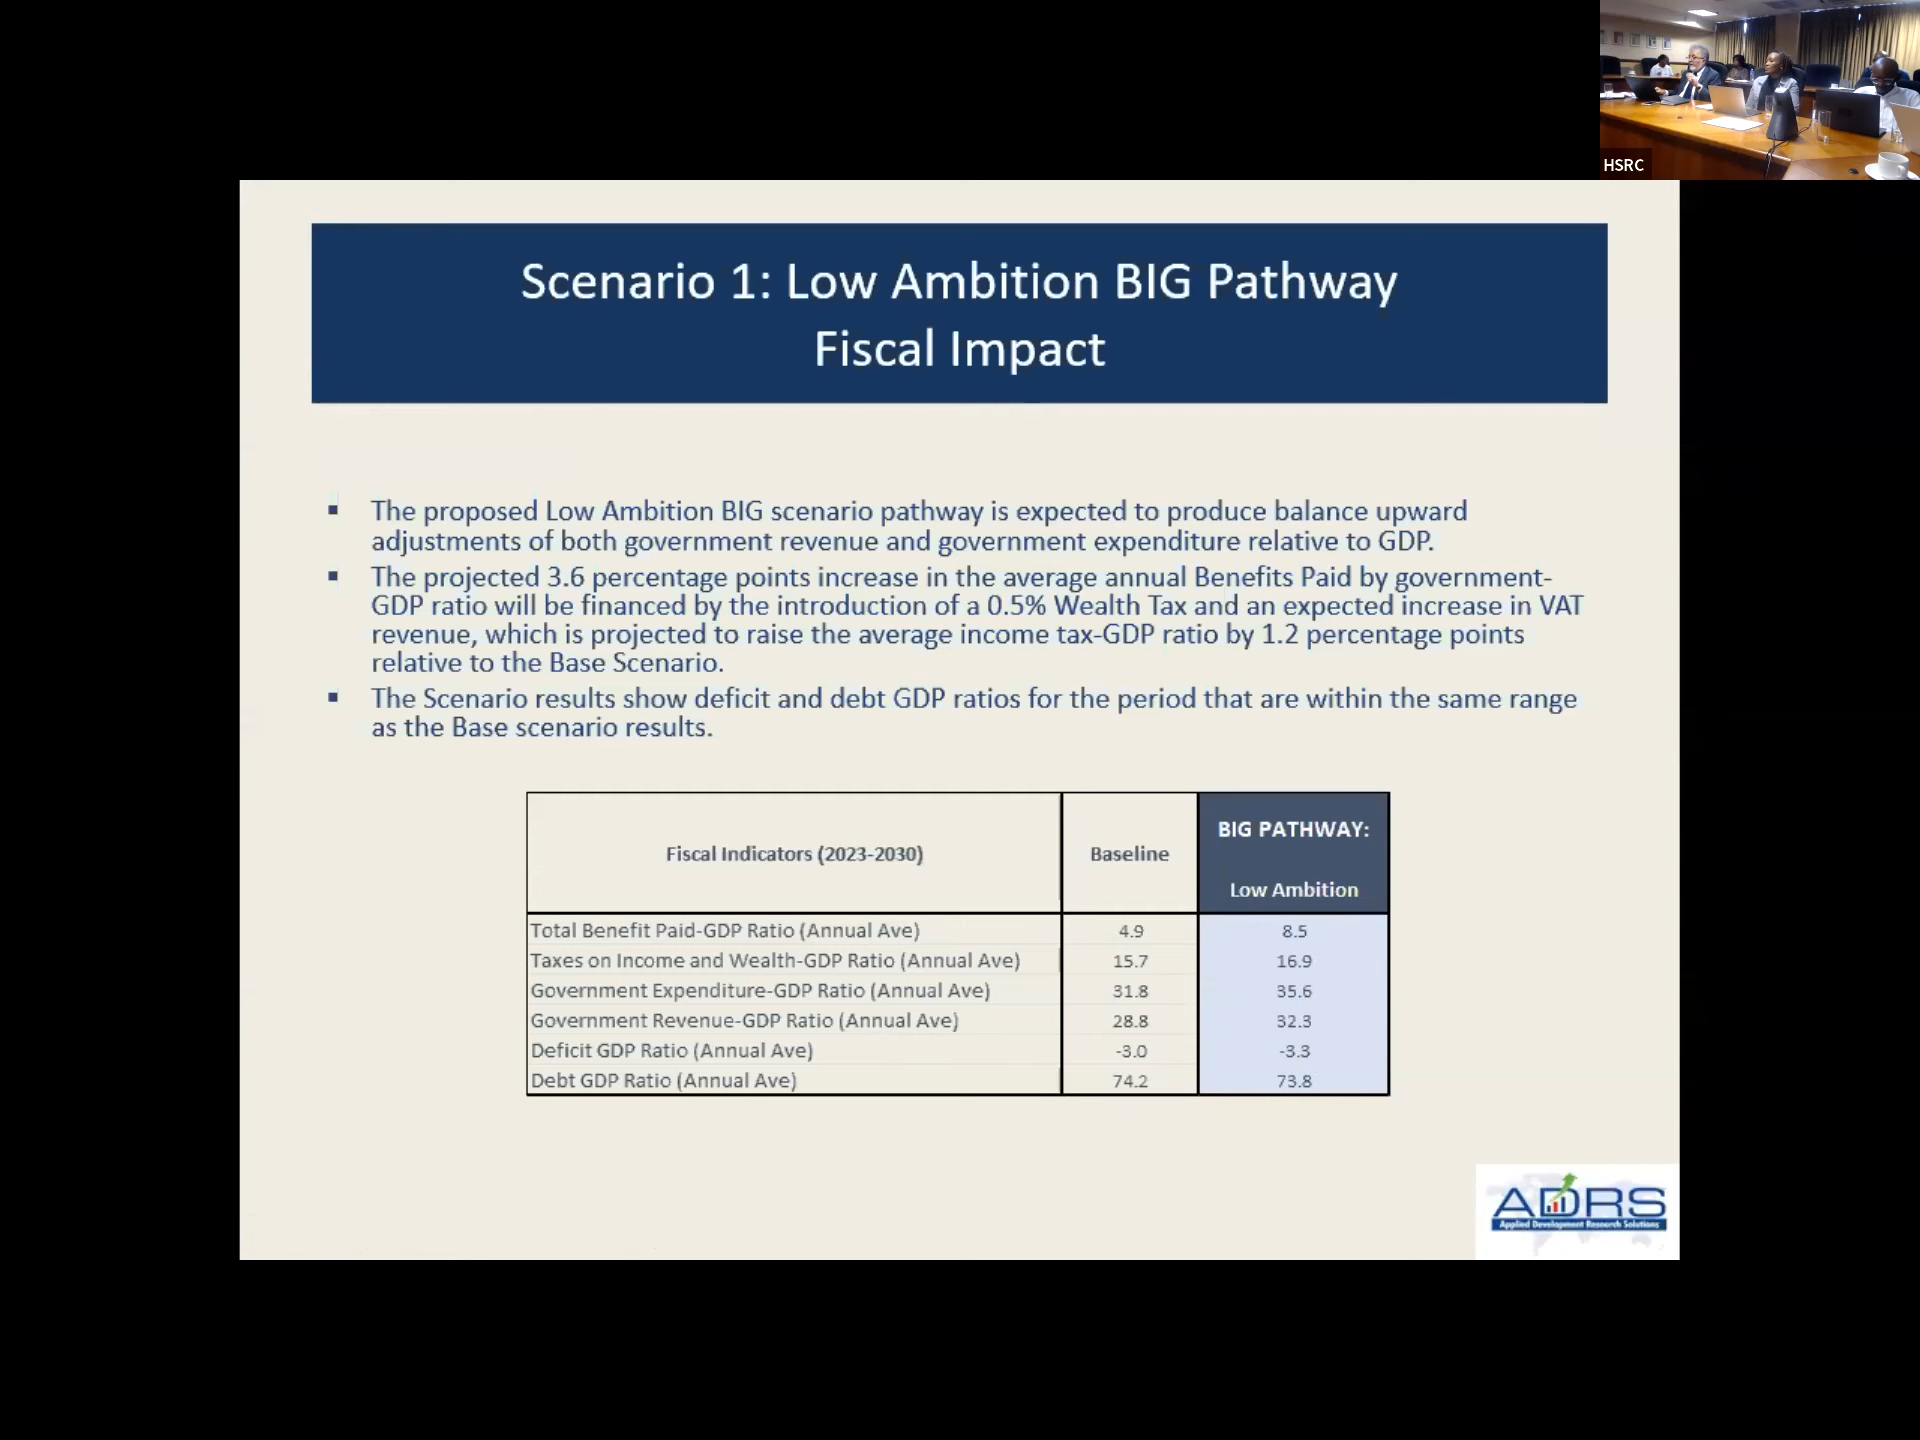 HSRC
Scenario 1: Low Ambition BIG Pathway
Fiscal Impact
▪ The proposed Low Ambition BIG scenario pathway is expected to produce balance upward
adjustments of both government revenue and government expenditure relative to GDP.
▪ The projected 3.6 percentage points increase in the average annual Benefits Paid by government-
GDP ratio will be financed by the introduction of a 0.5% Wealth Tax and an expected increase in VAT
revenue, which is projected to raise the average income tax-GDP ratio by 1.2 percentage points
relative to the Base Scenario.
▪ The Scenario results show deficit and debt GDP ratios for the period that are within the same range
as the Base scenario results.
Fiscal Indicators (2023-2030) Baseline BIG PATHWAY:
Low Ambition
Total Benefit Paid-GDP Ratio (Annual Ave) 4.9 8.5
Taxes on Income and Wealth-GDP Ratio (Annual Ave) 15.7 16.9
Government Expenditure-GDP Ratio (Annual Ave) 31.8 35.6
Government Revenue-GDP Ratio (Annual Ave) 28.8 32.3
Deficit GDP Ratio (Annual Ave) -3.0 -3.3
Debt GDP Ratio (Annual Ave) 74.2 73.8
ADRS
Applied Development Research Solutions